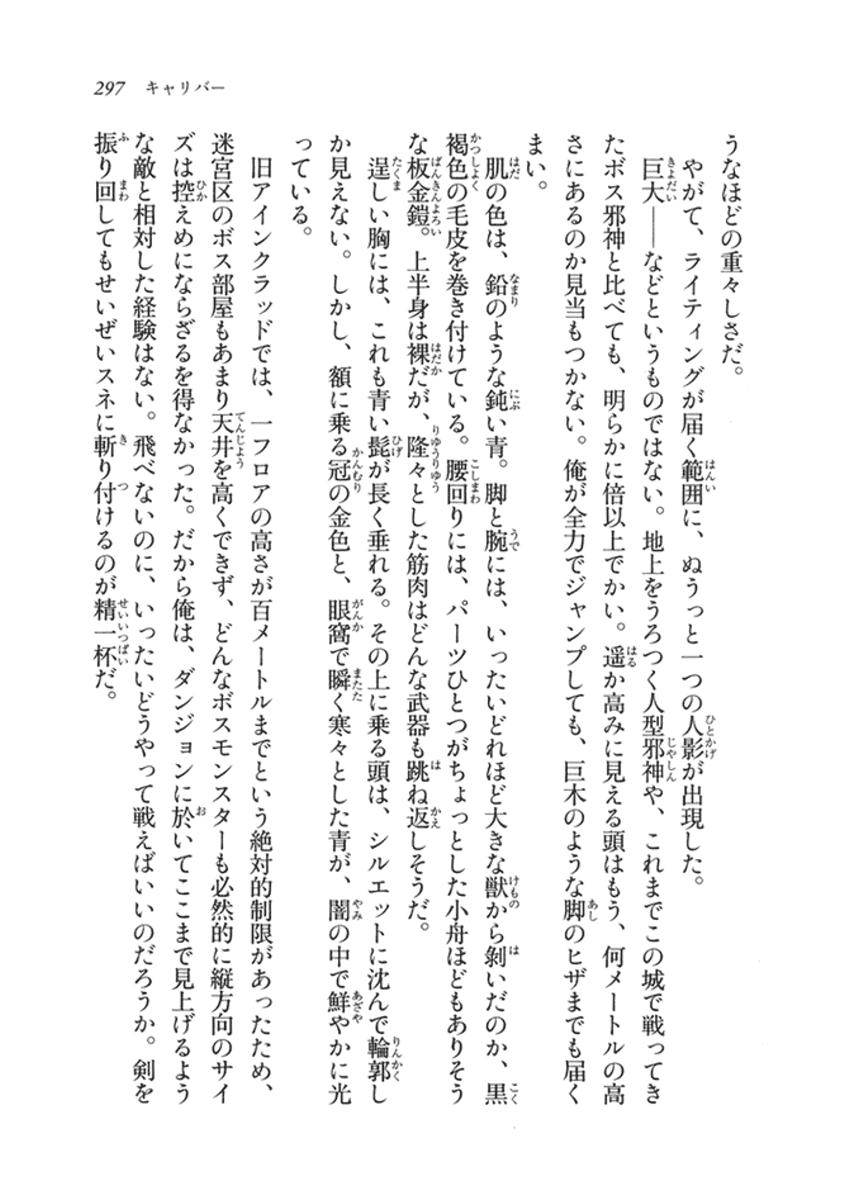 297 キャリバー
うなほどの重々しさだ。
やがて、ライティングが届く範囲に、ぬうっと一つの人影が出現した。
巨大――などというものではない。地上をうろつく人型邪神や、これまでこの城で戦ってき
たボス邪神と比べても、明らかに倍以上でかい。遥か高みに見える頭はもう、何メートルの高
さにあるのか見当もつかない。俺が全力でジャンプしても、巨木のような脚のヒザまでも届く
まい。
肌の色は、鉛のような鈍い青。脚と腕には、いったいどれほど大きな獣から剝いだのか、黒
褐色の毛皮を巻き付けている。腰回りには、パーツひとつがちょっとした小舟ほどもありそう
な板金鎧。上半身は裸だが、隆々とした筋肉はどんな武器も跳ね返しそうだ。
逞しい胸には、これも青い髭が長く垂れる。その上に乗る頭は、シルエットに沈んで輪郭し
か見えない。しかし、額に乗る冠の金色と、眼窩で瞬く寒々とした青が、闇の中で鮮やかに光
っている。
旧アインクラッドでは、一フロアの高さが百メートルまでという絶対的制限があったため、
迷宮区のボス部屋もあまり天井を高くできず、どんなボスモンスターも必然的に縦方向のサイ
ズは控えめにならざるを得なかった。だから俺は、ダンジョンに於いてここまで見上げるよう
な敵と相対した経験はない。飛べないのに、いったいどうやって戦えばいいのだろうか。剣を
振り回してもせいぜいスネに斬り付けるのが精一杯だ。